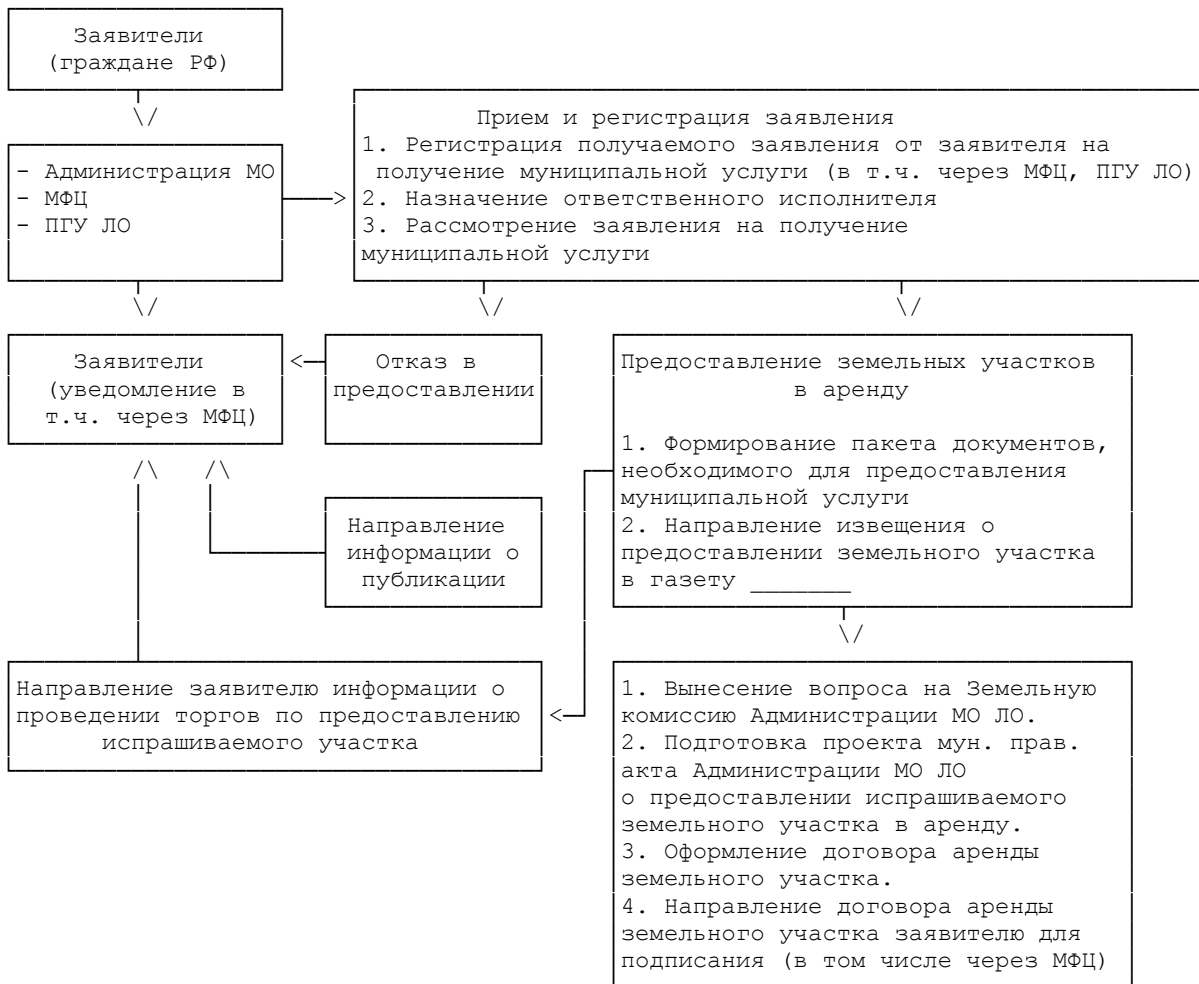 Заявители
(граждане РФ)
- Администрация МО
- МФЦ
- ПГУ ЛО
Прием и регистрация заявления
1. Регистрация получаемого заявления от заявителя на
получение муниципальной услуги (в т.ч. через МФЦ, ПГУ ЛО)
2. Назначение ответственного исполнителя
3. Рассмотрение заявления на получение
муниципальной услуги
Заявители
(уведомление в
т.ч. через МФЦ)
Отказ в
предоставлении
Предоставление земельных участков
в аренду
1. Формирование пакета документов,
необходимого для предоставления
муниципальной услуги
2. Направление извещения о
предоставлении земельного участка
в газету _______
Направление
информации о
публикации
Направление заявителю информации о
проведении торгов по предоставлению
испрашиваемого участка
1. Вынесение вопроса на Земельную
комиссию Администрации МО ЛО.
2. Подготовка проекта мун. прав.
акта Администрации МО ЛО
о предоставлении испрашиваемого
земельного участка в аренду.
3. Оформление договора аренды
земельного участка.
4. Направление договора аренды
земельного участка заявителю для
подписания (в том числе через МФЦ)